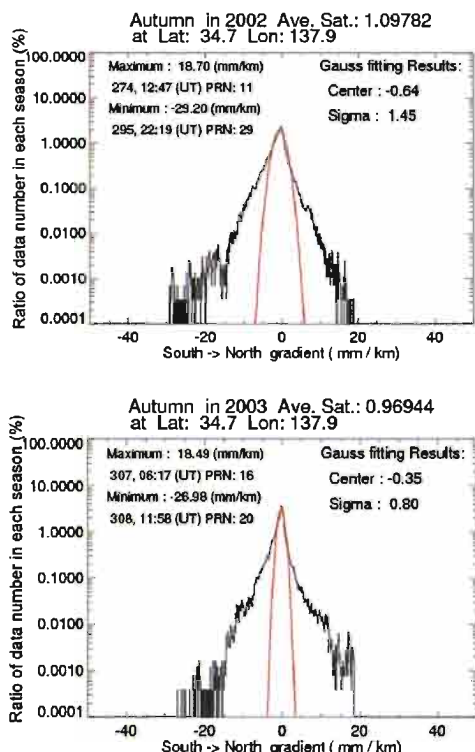 Autumn in 2002 Ave. Sat.: 1.09782
at Lat: 34.7 Lon: 137.9
Ratio of data number in each season (%)
100.0000
10.0000
1.0000
0.1000
0.0100
0.0010
0.0001
Maximum : 18.70 (mm/km)
274, 12:47 (UT) PRN: 11
Minimum : -29.20 (mm/km)
295, 22:19 (UT) PRN: 29
Gauss fitting Results:
Center : -0.64
Sigma : 1.45
-40 -20 0 20 40
South -> North gradient ( mm / km)
Autumn in 2003 Ave. Sat.: 0.96944
at Lat: 34.7 Lon: 137.9
Ratio of data number in each season (%)
100.0000
10.0000
1.0000
0.1000
0.0100
0.0010
0.0001
Maximum : 18.49 (mm/km)
307, 06:17 (UT) PRN: 16
Minimum : -26.98 (mm/km)
308, 11:58 (UT) PRN: 20
Gauss fitting Results:
Center : -0.35
Sigma : 0.80
-40 -20 0 20 40
South -> North gradient ( mm / km)